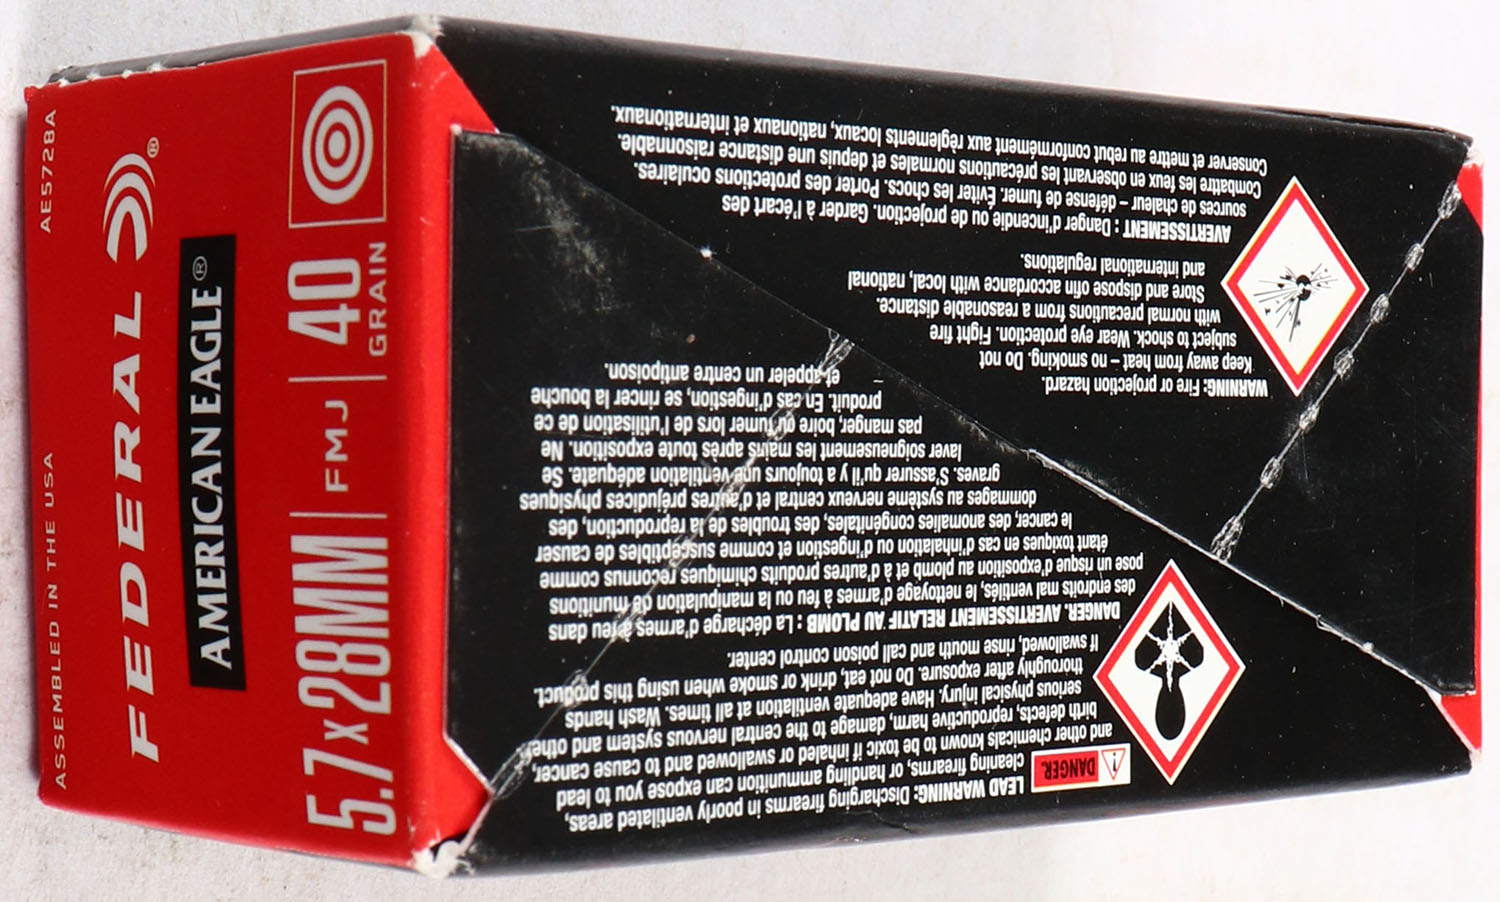 ASSEMBLED IN THE USA
AE5728A
FEDERAL®
AMERICAN EAGLE®
5.7x28MM | FMJ | 40
GRAIN
LEAD WARNING: Discharging firearms in poorly ventilated areas,
cleaning firearms, or handling ammunition can expose you to lead
and other chemicals known to be toxic if inhaled or swallowed and to cause cancer,
birth defects, reproductive harm, damage to the central nervous system and other
serious physical injury. Have adequate ventilation at all times. Wash hands
thoroughly after exposure. Do not eat, drink or smoke when using this product.
If swallowed, rinse mouth and call poison control center.
DANGER
DANGER. AVERTISSEMENT RELATIF AU PLOMB : La décharge d'armes à feu dans
des endroits mal ventilés, le nettoyage d'armes à feu ou la manipulation de munitions
pose un risque d'exposition au plomb et à d'autres produits chimiques reconnus comme
étant toxiques en cas d'inhalation ou d'ingestion et comme susceptibles de causer
le cancer, des anomalies congénitales, des troubles de la reproduction, des
dommages au système nerveux central et d'autres préjudices physiques
graves. S'assurer qu'il y a toujours une ventilation adéquate. Se
laver soigneusement les mains après toute exposition. Ne
pas manger, boire ou fumer lors de l'utilisation de ce
produit. En cas d'ingestion, se rincer la bouche
et appeler un centre antipoison.
WARNING: Fire or projection hazard.
Keep away from heat – no smoking. Do not
subject to shock. Wear eye protection. Fight fire
with normal precautions from a reasonable distance.
Store and dispose ofin accordance with local, national
and international regulations.
AVERTISSEMENT : Danger d'incendie ou de projection. Garder à l'écart des
sources de chaleur – défense de fumer. Éviter les chocs. Porter des protections oculaires.
Combattre les feux en observant les précautions normales et depuis une distance raisonnable.
Conserver et mettre au rebut conformément aux règlements locaux, nationaux et internationaux.